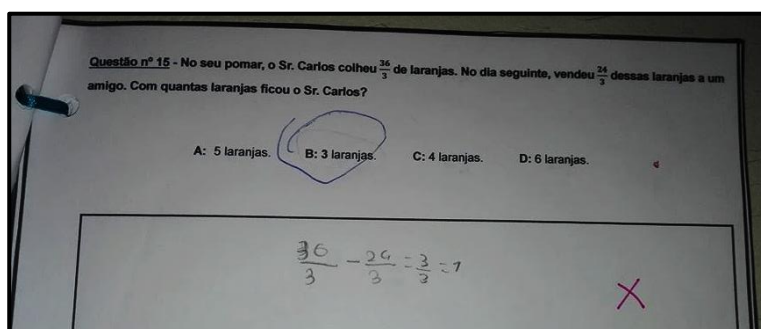 Questão nº 15 - No seu pomar, o Sr. Carlos colheu 36/3 de laranjas. No dia seguinte, vendeu 24/3 dessas laranjas a um
amigo. Com quantas laranjas ficou o Sr. Carlos?
A: 5 laranjas. B: 3 laranjas. C: 4 laranjas. D: 6 laranjas.
36/3 - 24/3 = 3/3 = 1